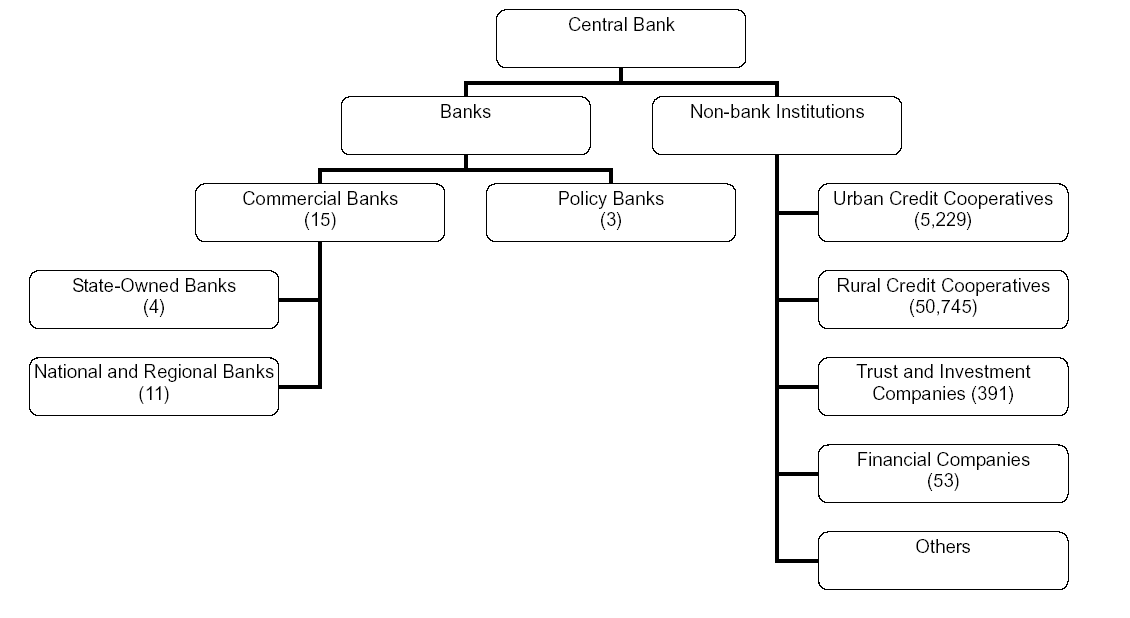 Central Bank
Banks
Non-bank Institutions
Commercial Banks
(15)
Policy Banks
(3)
Urban Credit Cooperatives
(5,229)
State-Owned Banks
(4)
Rural Credit Cooperatives
(50,745)
National and Regional Banks
(11)
Trust and Investment
Companies (391)
Financial Companies
(53)
Others